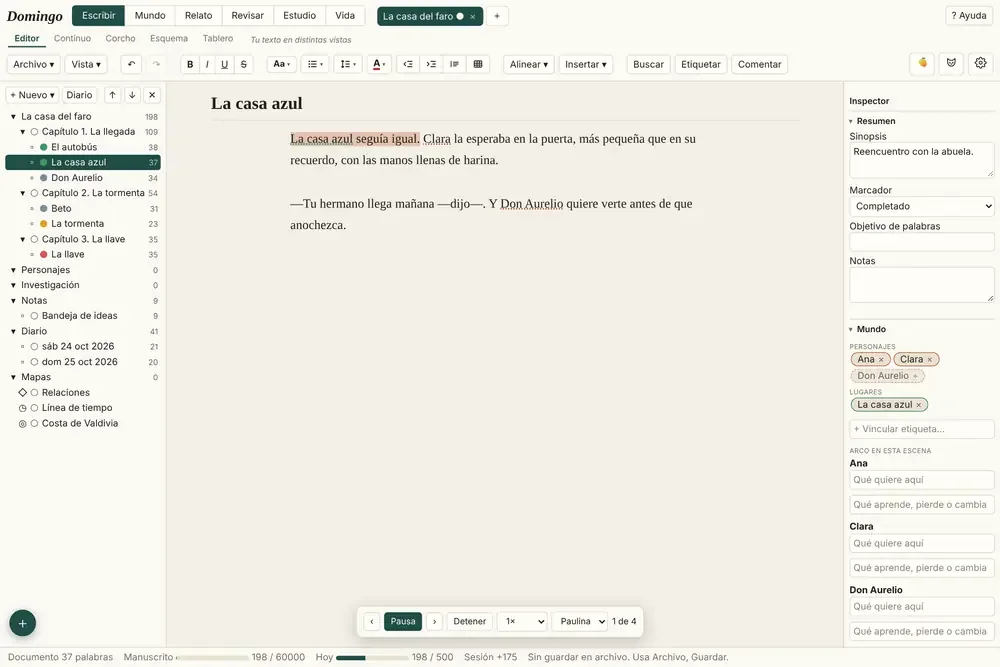 Domingo Escribir Mundo Relato Revisar Estudio Vida La casa del faro × + ? Ayuda
Editor Continuo Corcho Esquema Tablero Tu texto en distintas vistas
Archivo ▾ Vista ▾ ↶ ↷ B I U S Aa▾ A▾ Alinear ▾ Insertar ▾ Buscar Etiquetar Comentar
+ Nuevo ▾ Diario ↑ ↓ ✕
▾ La casa del faro 198
▾ Capítulo 1. La llegada 109
El autobús 38
La casa azul 37
Don Aurelio 34
▾ Capítulo 2. La tormenta 54
Beto 31
La tormenta 23
▾ Capítulo 3. La llave 35
La llave 35
▾ Personajes 0
▾ Investigación 0
▾ Notas 9
Bandeja de ideas 9
▾ Diario 41
sáb 24 oct 2026 21
dom 25 oct 2026 20
▾ Mapas 0
Relaciones
Línea de tiempo
Costa de Valdivia
+
La casa azul
La casa azul seguía igual. Clara la esperaba en la puerta, más pequeña que en su
recuerdo, con las manos llenas de harina.
—Tu hermano llega mañana —dijo—. Y Don Aurelio quiere verte antes de que
anochezca.
‹ Pausa › Detener 1× Paulina 1 de 4
Inspector
▾ Resumen
Sinopsis
Reencuentro con la abuela.
Marcador
Completado
Objetivo de palabras
Notas
▾ Mundo
PERSONAJES
Ana × Clara ×
Don Aurelio +
LUGARES
La casa azul ×
+ Vincular etiqueta...
ARCO EN ESTA ESCENA
Ana
Qué quiere aquí
Qué aprende, pierde o cambia
Clara
Qué quiere aquí
Qué aprende, pierde o cambia
Don Aurelio
Qué quiere aquí
Qué aprende, pierde o cambia
Documento 37 palabras Manuscrito 198 / 60000 Hoy 198 / 500 Sesión +175 Sin guardar en archivo. Usa Archivo, Guardar.